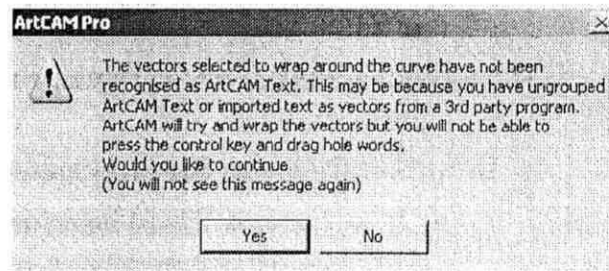 ArtCAM Pro
The vectors selected to wrap around the curve have not been
recognised as ArtCAM Text. This may be because you have ungrouped
ArtCAM Text or imported text as vectors from a 3rd party program.
ArtCAM will try and wrap the vectors but you will not be able to
press the control key and drag hole words.
Would you like to continue
(You will not see this message again)
Yes No